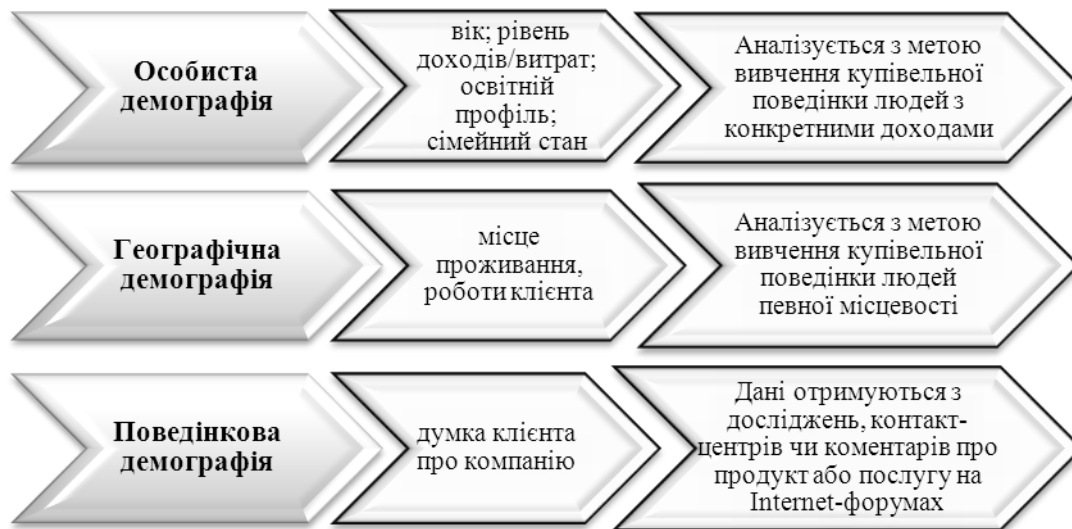 Особиста
демографія
вік; рівень
доходів/витрат;
освітній
профіль;
сімейний стан
Аналізується з метою
вивчення купівельної
поведінки людей з
конкретними доходами
Географічна
демографія
місце
проживання,
роботи клієнта
Аналізується з метою
вивчення купівельної
поведінки людей
певної місцевості
Поведінкова
демографія
думка клієнта
про компанію
Дані отримуються з
досліджень, контакт-
центрів чи коментарів про
продукт або послугу на
Internet-форумах